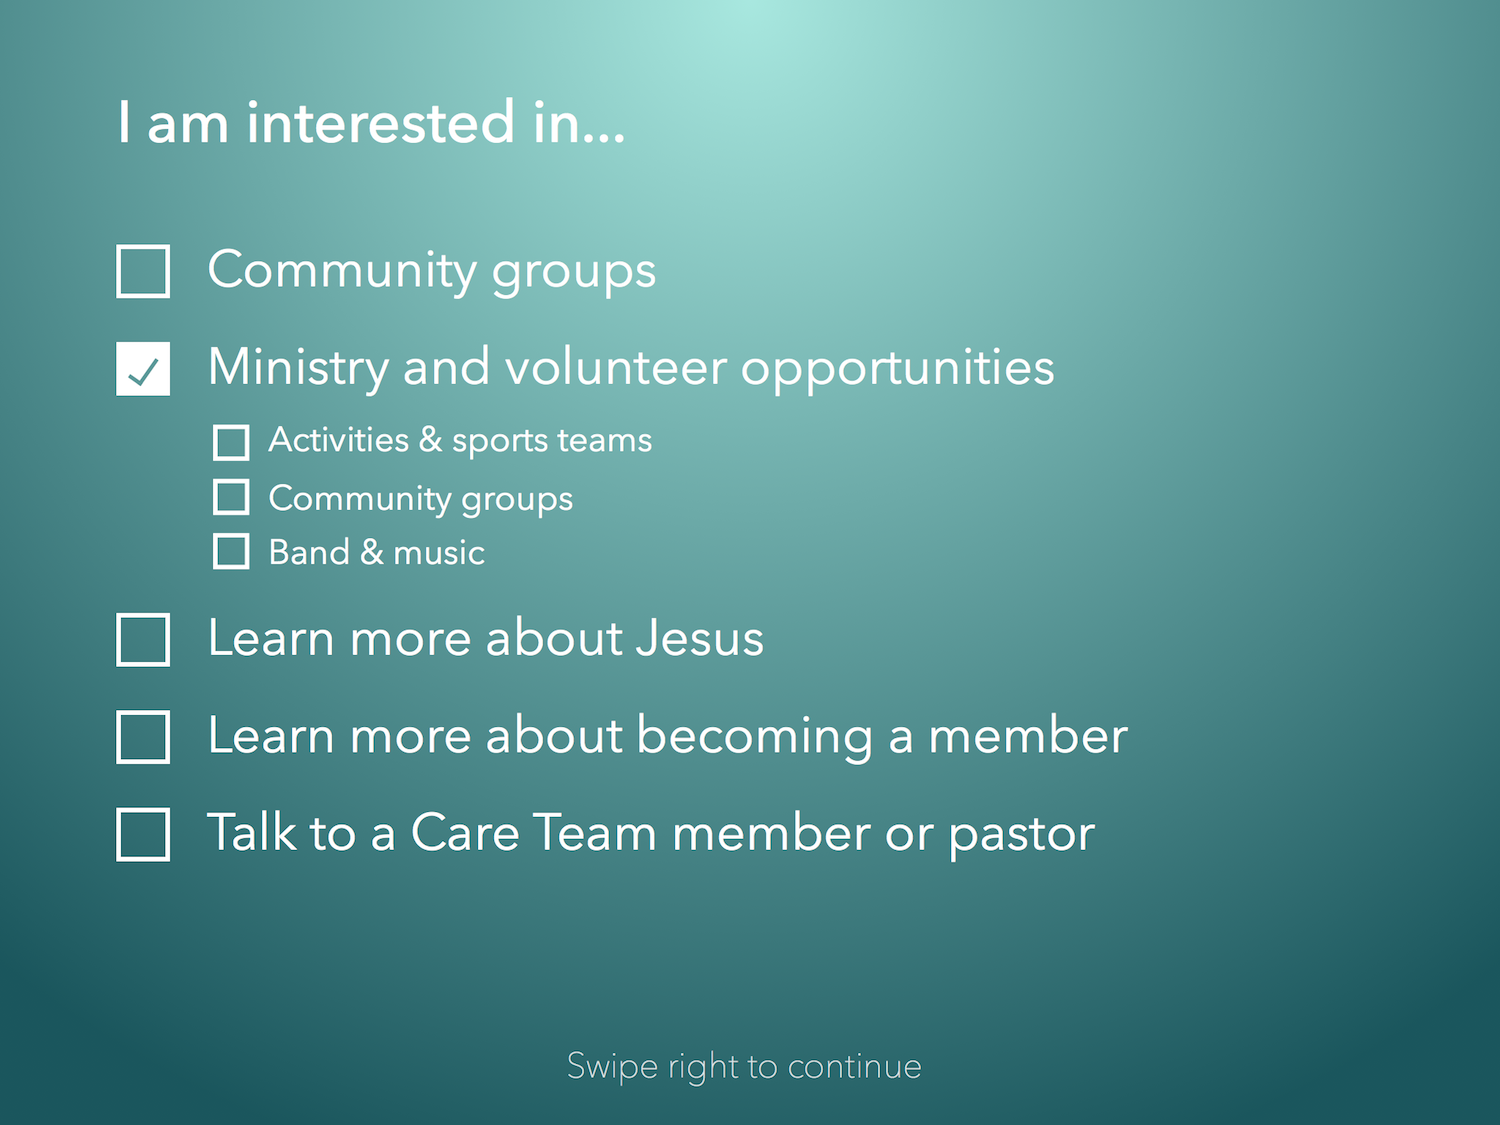 I am interested in...
Community groups
Ministry and volunteer opportunities
Activities & sports teams
Community groups
Band & music
Learn more about Jesus
Learn more about becoming a member
Talk to a Care Team member or pastor
Swipe right to continue